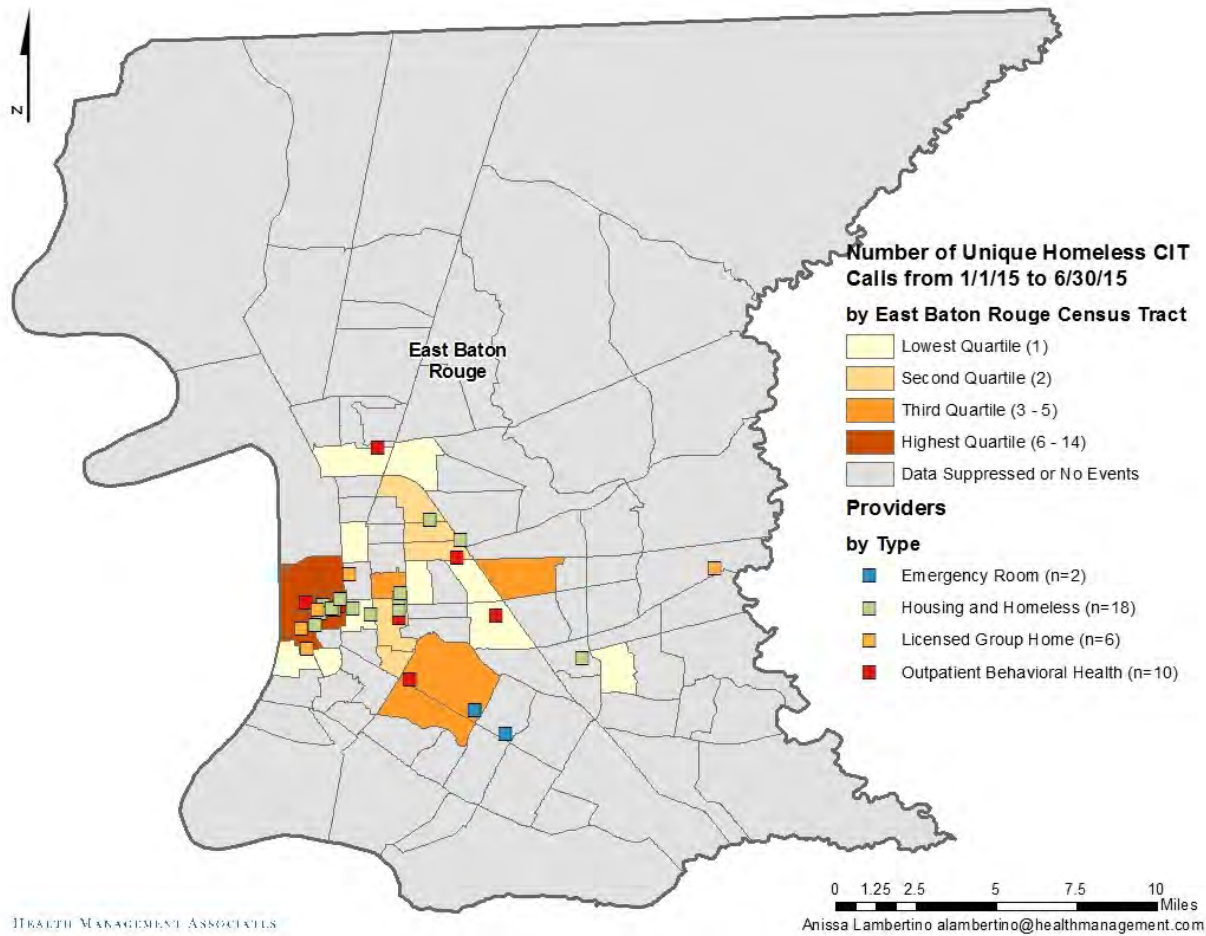 N
East Baton
Rouge
Number of Unique Homeless CIT
Calls from 1/1/15 to 6/30/15
by East Baton Rouge Census Tract
Lowest Quartile (1)
Second Quartile (2)
Third Quartile (3 - 5)
Highest Quartile (6 - 14)
Data Suppressed or No Events
Providers
by Type
Emergency Room (n=2)
Housing and Homeless (n=18)
Licensed Group Home (n=6)
Outpatient Behavioral Health (n=10)
0 1.25 2.5 5 7.5 10
Miles
HEALTH MANAGEMENT ASSOCIATES
Anissa Lambertino alambertino@healthmanagement.com